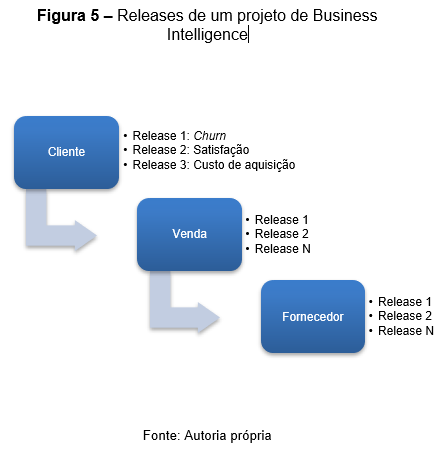 Figura 5 – Releases de um projeto de Business
Intelligence
Cliente
• Release 1: Churn
• Release 2: Satisfação
• Release 3: Custo de aquisição
Venda
• Release 1
• Release 2
• Release N
Fornecedor
• Release 1
• Release 2
• Release N
Fonte: Autoria própria